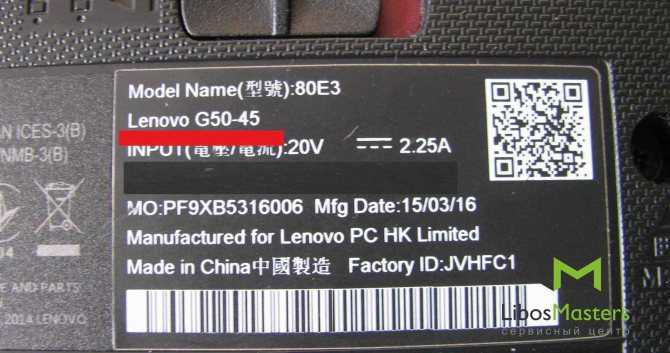 Model Name(型號):80E3
Lenovo G50-45
INPUT(電壓/電流):20V ⎓ 2.25A
MO:PF9XB5316006 Mfg Date:15/03/16
Manufactured for Lenovo PC HK Limited
Made in China中國製造 Factory ID:JVHFC1
AN ICES-3(B)
NMB-3(B)
AND PARTS
2014 LENOVO
LibosMasters
сервисный центр